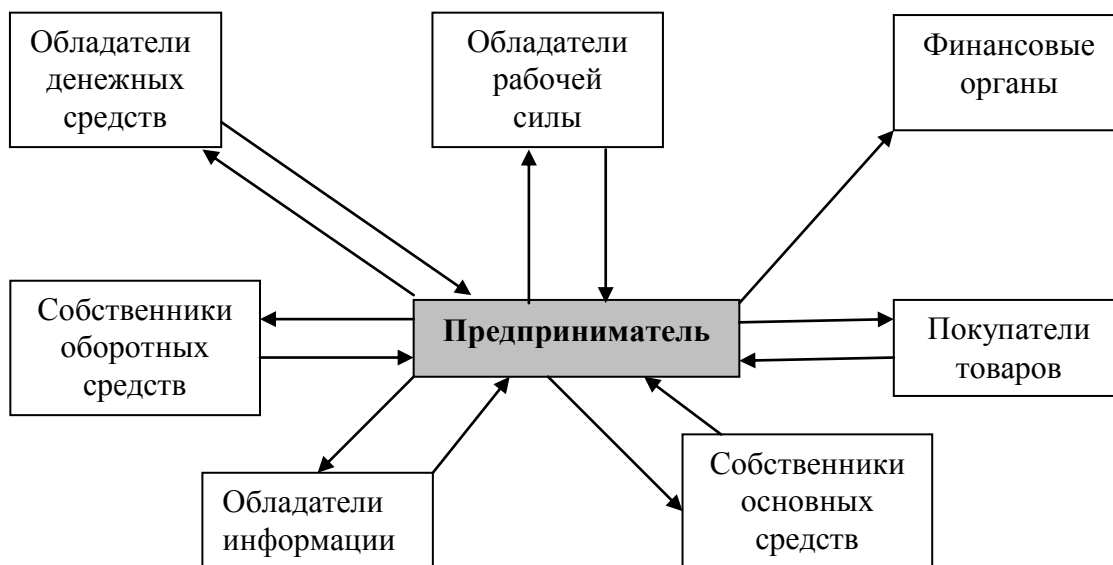 Обладатели
денежных
средств
Обладатели
рабочей
силы
Финансовые
органы
Собственники
оборотных
средств
Предприниматель
Покупатели
товаров
Обладатели
информации
Собственники
основных
средств